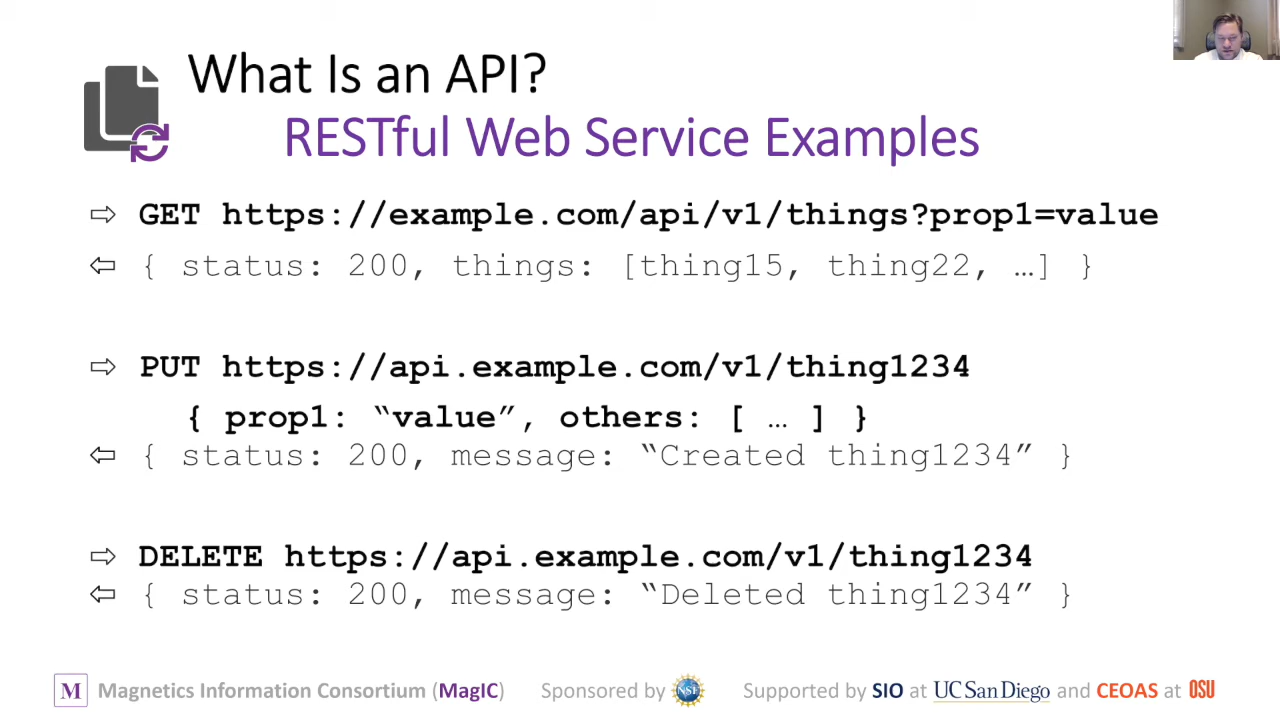 What Is an API?
RESTful Web Service Examples
⇨ GET https://example.com/api/v1/things?prop1=value
⇦ { status: 200, things: [thing15, thing22, …] }
⇨ PUT https://api.example.com/v1/thing1234
{ prop1: “value”, others: [ … ] }
⇦ { status: 200, message: “Created thing1234” }
⇨ DELETE https://api.example.com/v1/thing1234
⇦ { status: 200, message: “Deleted thing1234” }
M Magnetics Information Consortium (MagIC) Sponsored by NSF Supported by SIO at UC San Diego and CEOAS at OSU